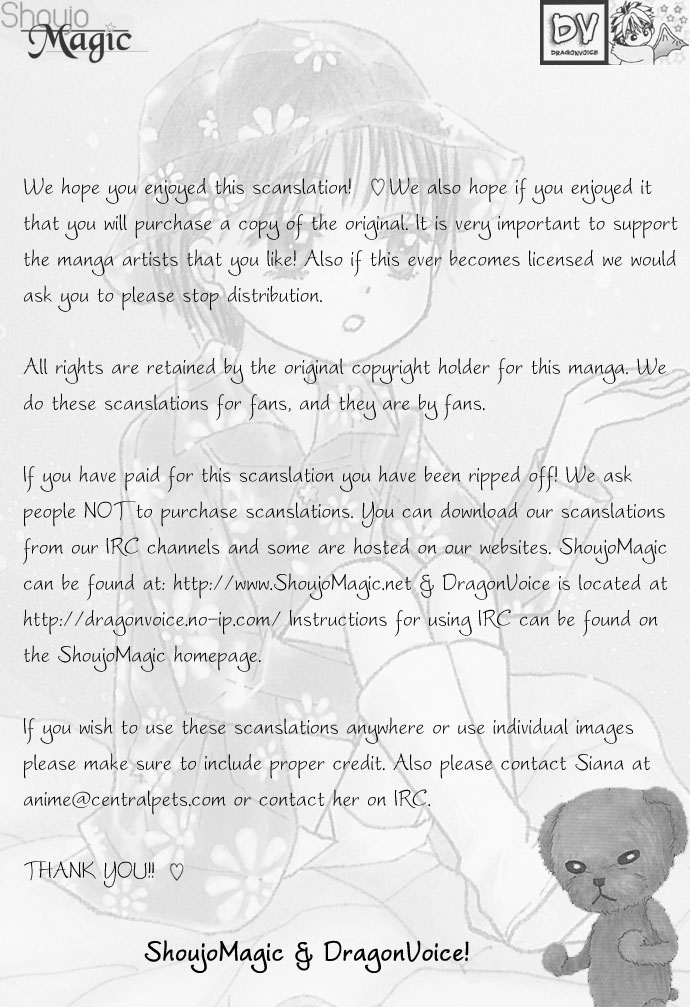 Shoujo
Magic
DV
DRAGONVOICE
We hope you enjoyed this scanslation! ♡We also hope if you enjoyed it
that you will purchase a copy of the original. It is very important to support
the manga artists that you like! Also if this ever becomes licensed we would
ask you to please stop distribution.
All rights are retained by the original copyright holder for this manga. We
do these scanslations for fans, and they are by fans.
If you have paid for this scanslation you have been ripped off! We ask
people NOT to purchase scanslations. You can download our scanslations
from our IRC channels and some are hosted on our websites. ShoujoMagic
can be found at: http://www.ShoujoMagic.net & DragonVoice is located at
http://dragonvoice.no-ip.com/ Instructions for using IRC can be found on
the ShoujoMagic homepage.
If you wish to use these scanslations anywhere or use individual images
please make sure to include proper credit. Also please contact Siana at
anime@centralpets.com or contact her on IRC.
THANK YOU!! ♡
ShoujoMagic & DragonVoice!